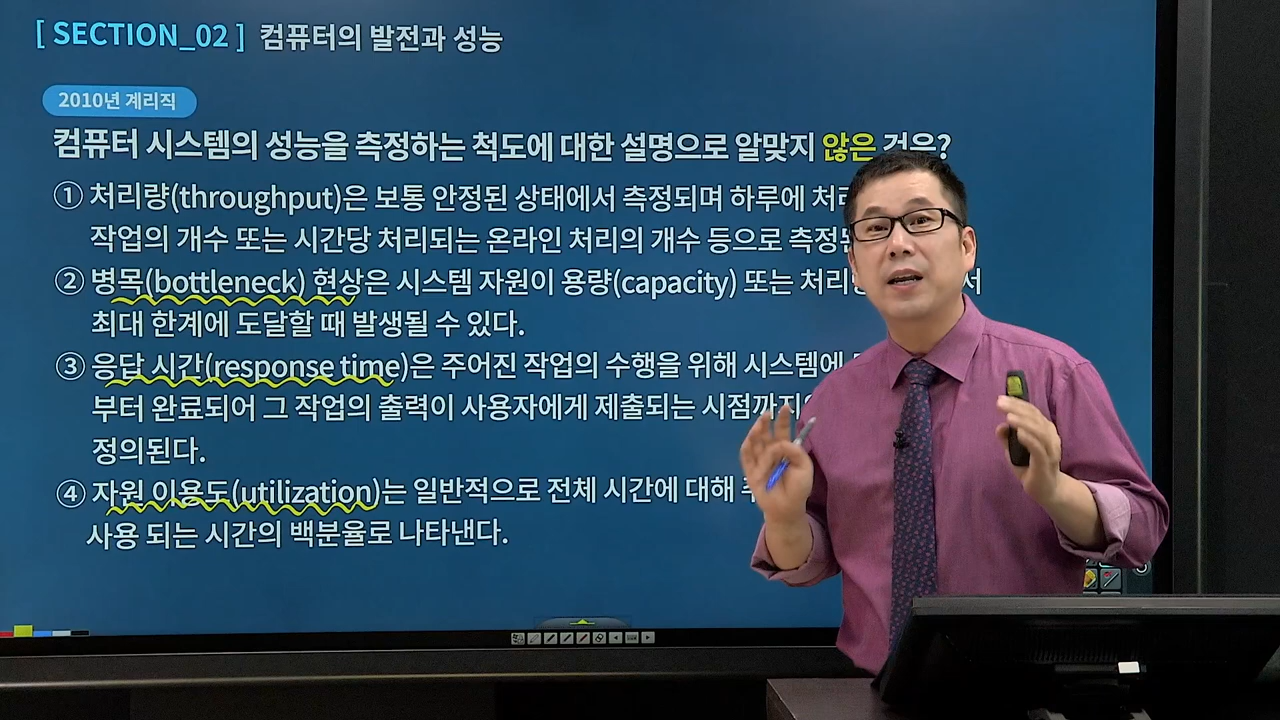 [ SECTION_02 ] 컴퓨터의 발전과 성능
2010년 계리직
컴퓨터 시스템의 성능을 측정하는 척도에 대한 설명으로 알맞지 않은 것은?
① 처리량(throughput)은 보통 안정된 상태에서 측정되며 하루에
작업의 개수 또는 시간당 처리되는 온라인 처리의 개수 등으로
② 병목(bottleneck) 현상은 시스템 자원이 용량(capacity) 또는
최대 한계에 도달할 때 발생될 수 있다.
③ 응답 시간(response time)은 주어진 작업의 수행을 위해 시스템에
부터 완료되어 그 작업의 출력이 사용자에게 제출되는
정의된다.
④ 자원 이용도(utilization)는 일반적으로 전체 시간에 대해
사용 되는 시간의 백분율로 나타낸다.